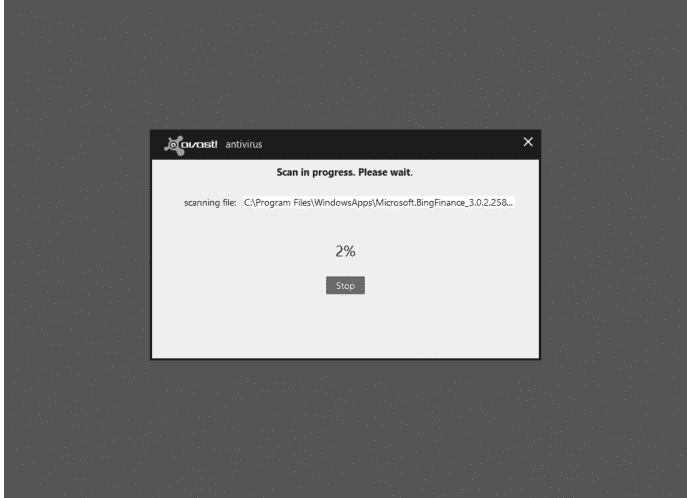 avast! antivirus
Scan in progress. Please wait.
scanning file: C:\Program Files\WindowsApps\Microsoft.BingFinance_3.0.2.258...
2%
Stop